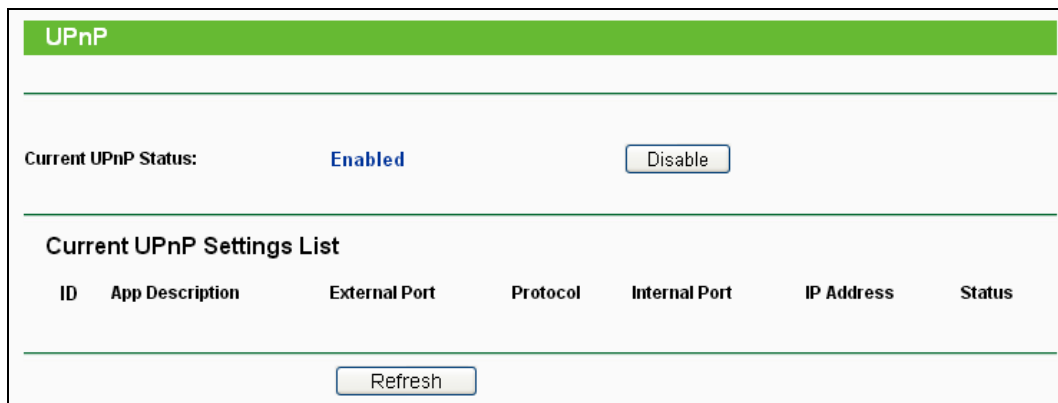 UPnP
Current UPnP Status: Enabled Disable
Current UPnP Settings List
ID App Description External Port Protocol Internal Port IP Address Status
Refresh